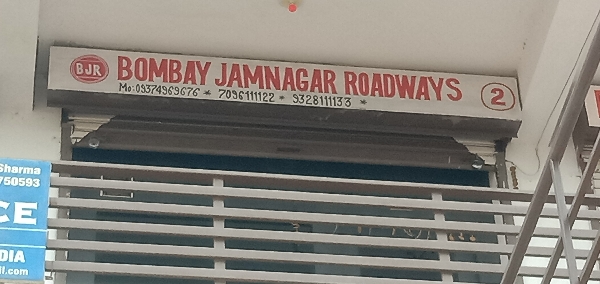 BJR
BOMBAY JAMNAGAR ROADWAYS
Mo:09374969676 * 7096111122 * 9328111133 *
2
Sharma
750593
CE
DIA
il.com